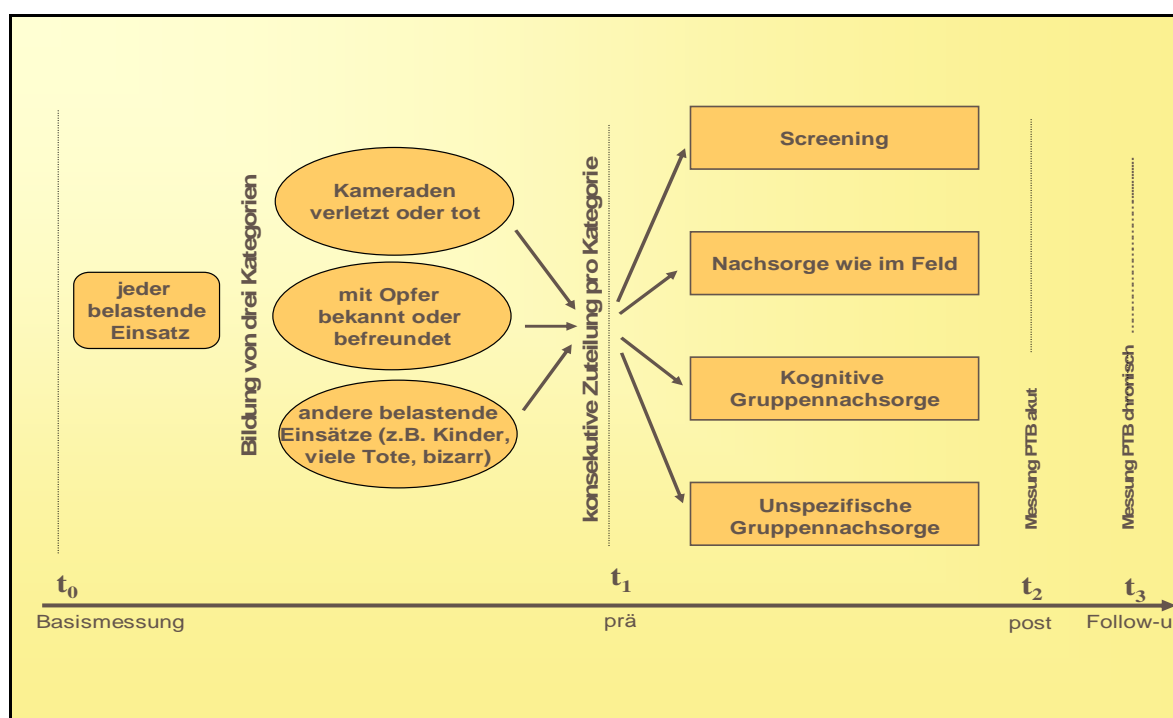 jeder
belastende
Einsatz
Bildung von drei Kategorien
Kameraden
verletzt oder tot
mit Opfer
bekannt oder
befreundet
andere belastende
Einsätze (z.B. Kinder,
viele Tote, bizarr)
konsekutive Zuteilung pro Kategorie
Screening
Nachsorge wie im Feld
Kognitive
Gruppennachsorge
Unspezifische
Gruppennachsorge
Messung PTB akut
Messung PTB chronisch
t0
t1
t2
t3
Basismessung
prä
post
Follow-u